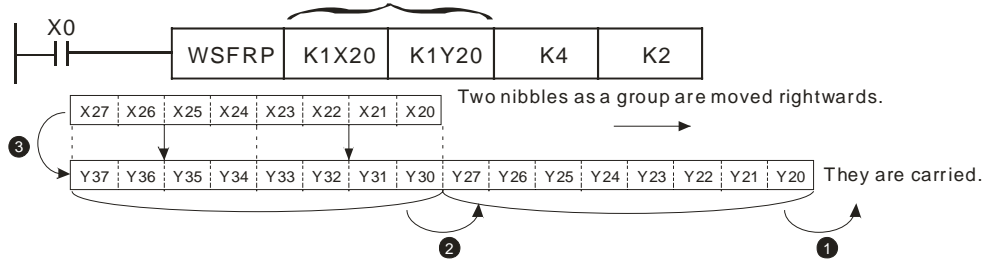 X0
WSFRP K1X20 K1Y20 K4 K2
Two nibbles as a group are moved rightwards.
X27 X26 X25 X24 X23 X22 X21 X20
3
Y37 Y36 Y35 Y34 Y33 Y32 Y31 Y30 Y27 Y26 Y25 Y24 Y23 Y22 Y21 Y20 They are carried.
2 1